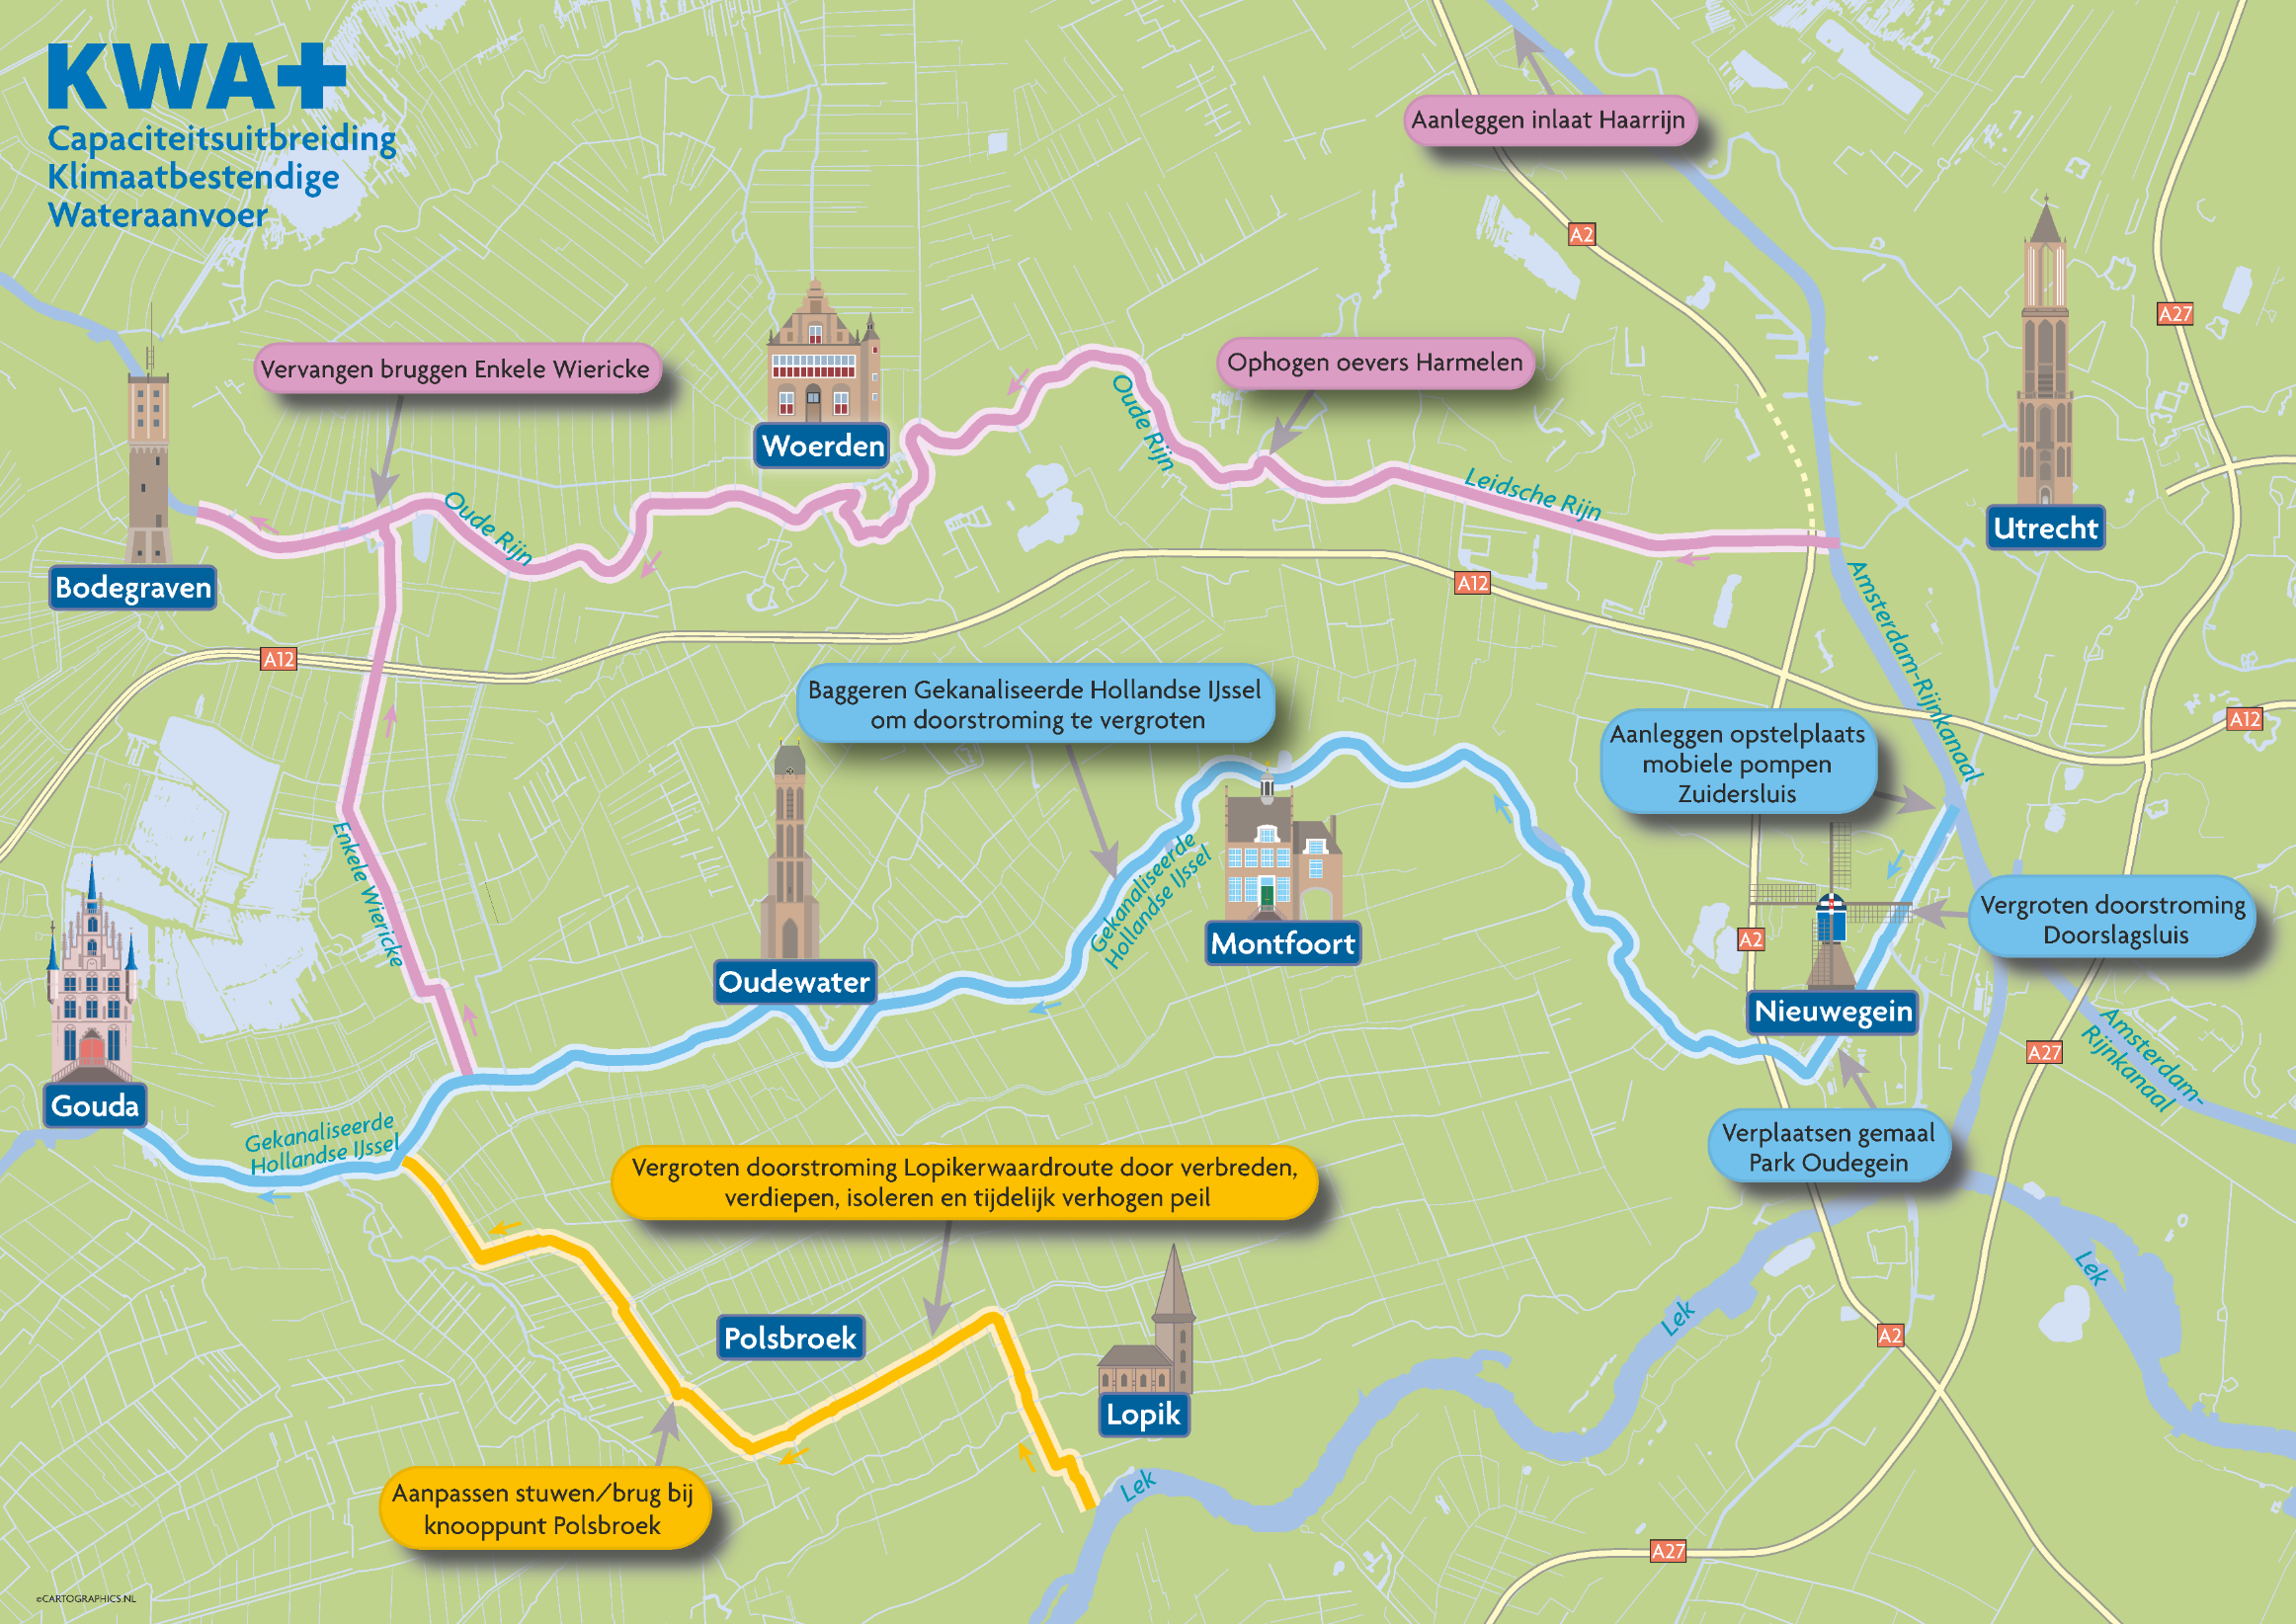 KWA+
Capaciteitsuitbreiding
Klimaatbestendige
Wateraanvoer
Aanleggen inlaat Haarrijn
A2
A27
Vervangen bruggen Enkele Wiericke
Ophogen oevers Harmelen
Oude Rijn
Woerden
Leidsche Rijn
Oude Rijn
Utrecht
Bodegraven
A12
A12
Amsterdam-Rijnkanaal
Baggeren Gekanaliseerde Hollandse IJssel
om doorstroming te vergroten
Aanleggen opstelplaats
mobiele pompen
Zuidersluis
A12
Enkele Wiericke
Gekanaliseerde
Hollandse IJssel
Vergroten doorstroming
Doorslagsluis
A2
Montfoort
Oudewater
Nieuwegein
A27
Amsterdam-
Rijnkanaal
Gouda
Gekanaliseerde
Hollandse IJssel
Verplaatsen gemaal
Park Oudegein
Vergroten doorstroming Lopikerwaardroute door verbreden,
verdiepen, isoleren en tijdelijk verhogen peil
Lek
Lek
Polsbroek
A2
Lopik
Lek
Aanpassen stuwen/brug bij
knooppunt Polsbroek
A27
©CARTOGRAPHICS.NL